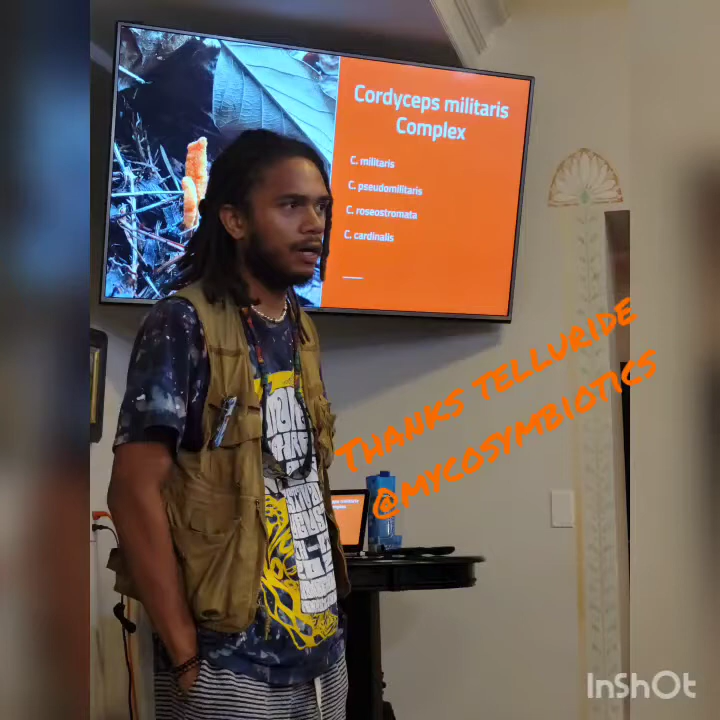 Cordyceps militaris
Complex
C. militaris
C. pseudomilitaris
C. roseostromata
C. cardinalis
THANKS TELLURIDE
@MYCOSYMBIOTICS
InShOt